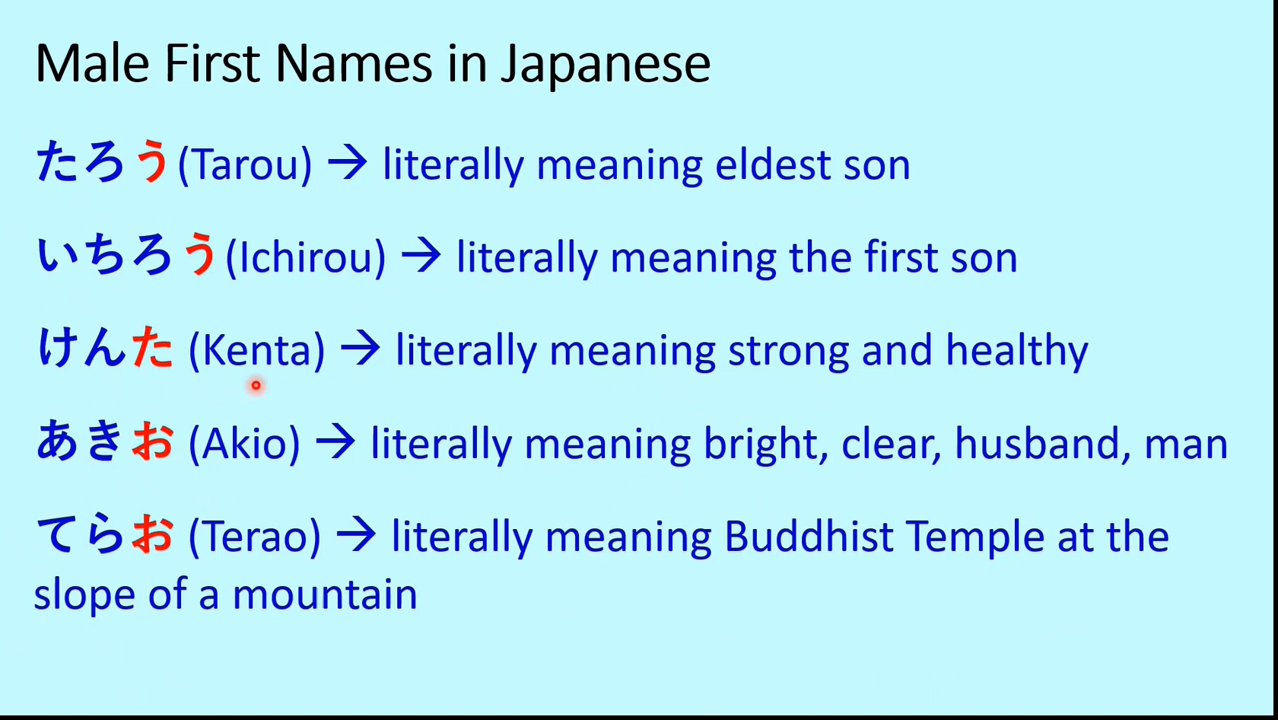 Male First Names in Japanese
たろう(Tarou) → literally meaning eldest son
いちろう(Ichirou) → literally meaning the first son
けんた (Kenta) → literally meaning strong and healthy
あきお (Akio) → literally meaning bright, clear, husband, man
てらお (Terao) → literally meaning Buddhist Temple at the
slope of a mountain